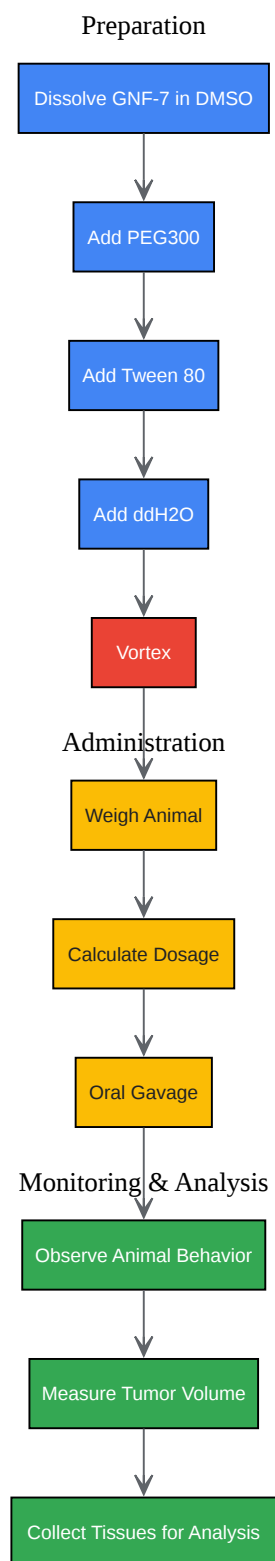 Preparation
Dissolve GNF-7 in DMSO
Add PEG300
Add Tween 80
Add ddH2O
Vortex
Administration
Weigh Animal
Calculate Dosage
Oral Gavage
Monitoring & Analysis
Observe Animal Behavior
Measure Tumor Volume
Collect Tissues for Analysis